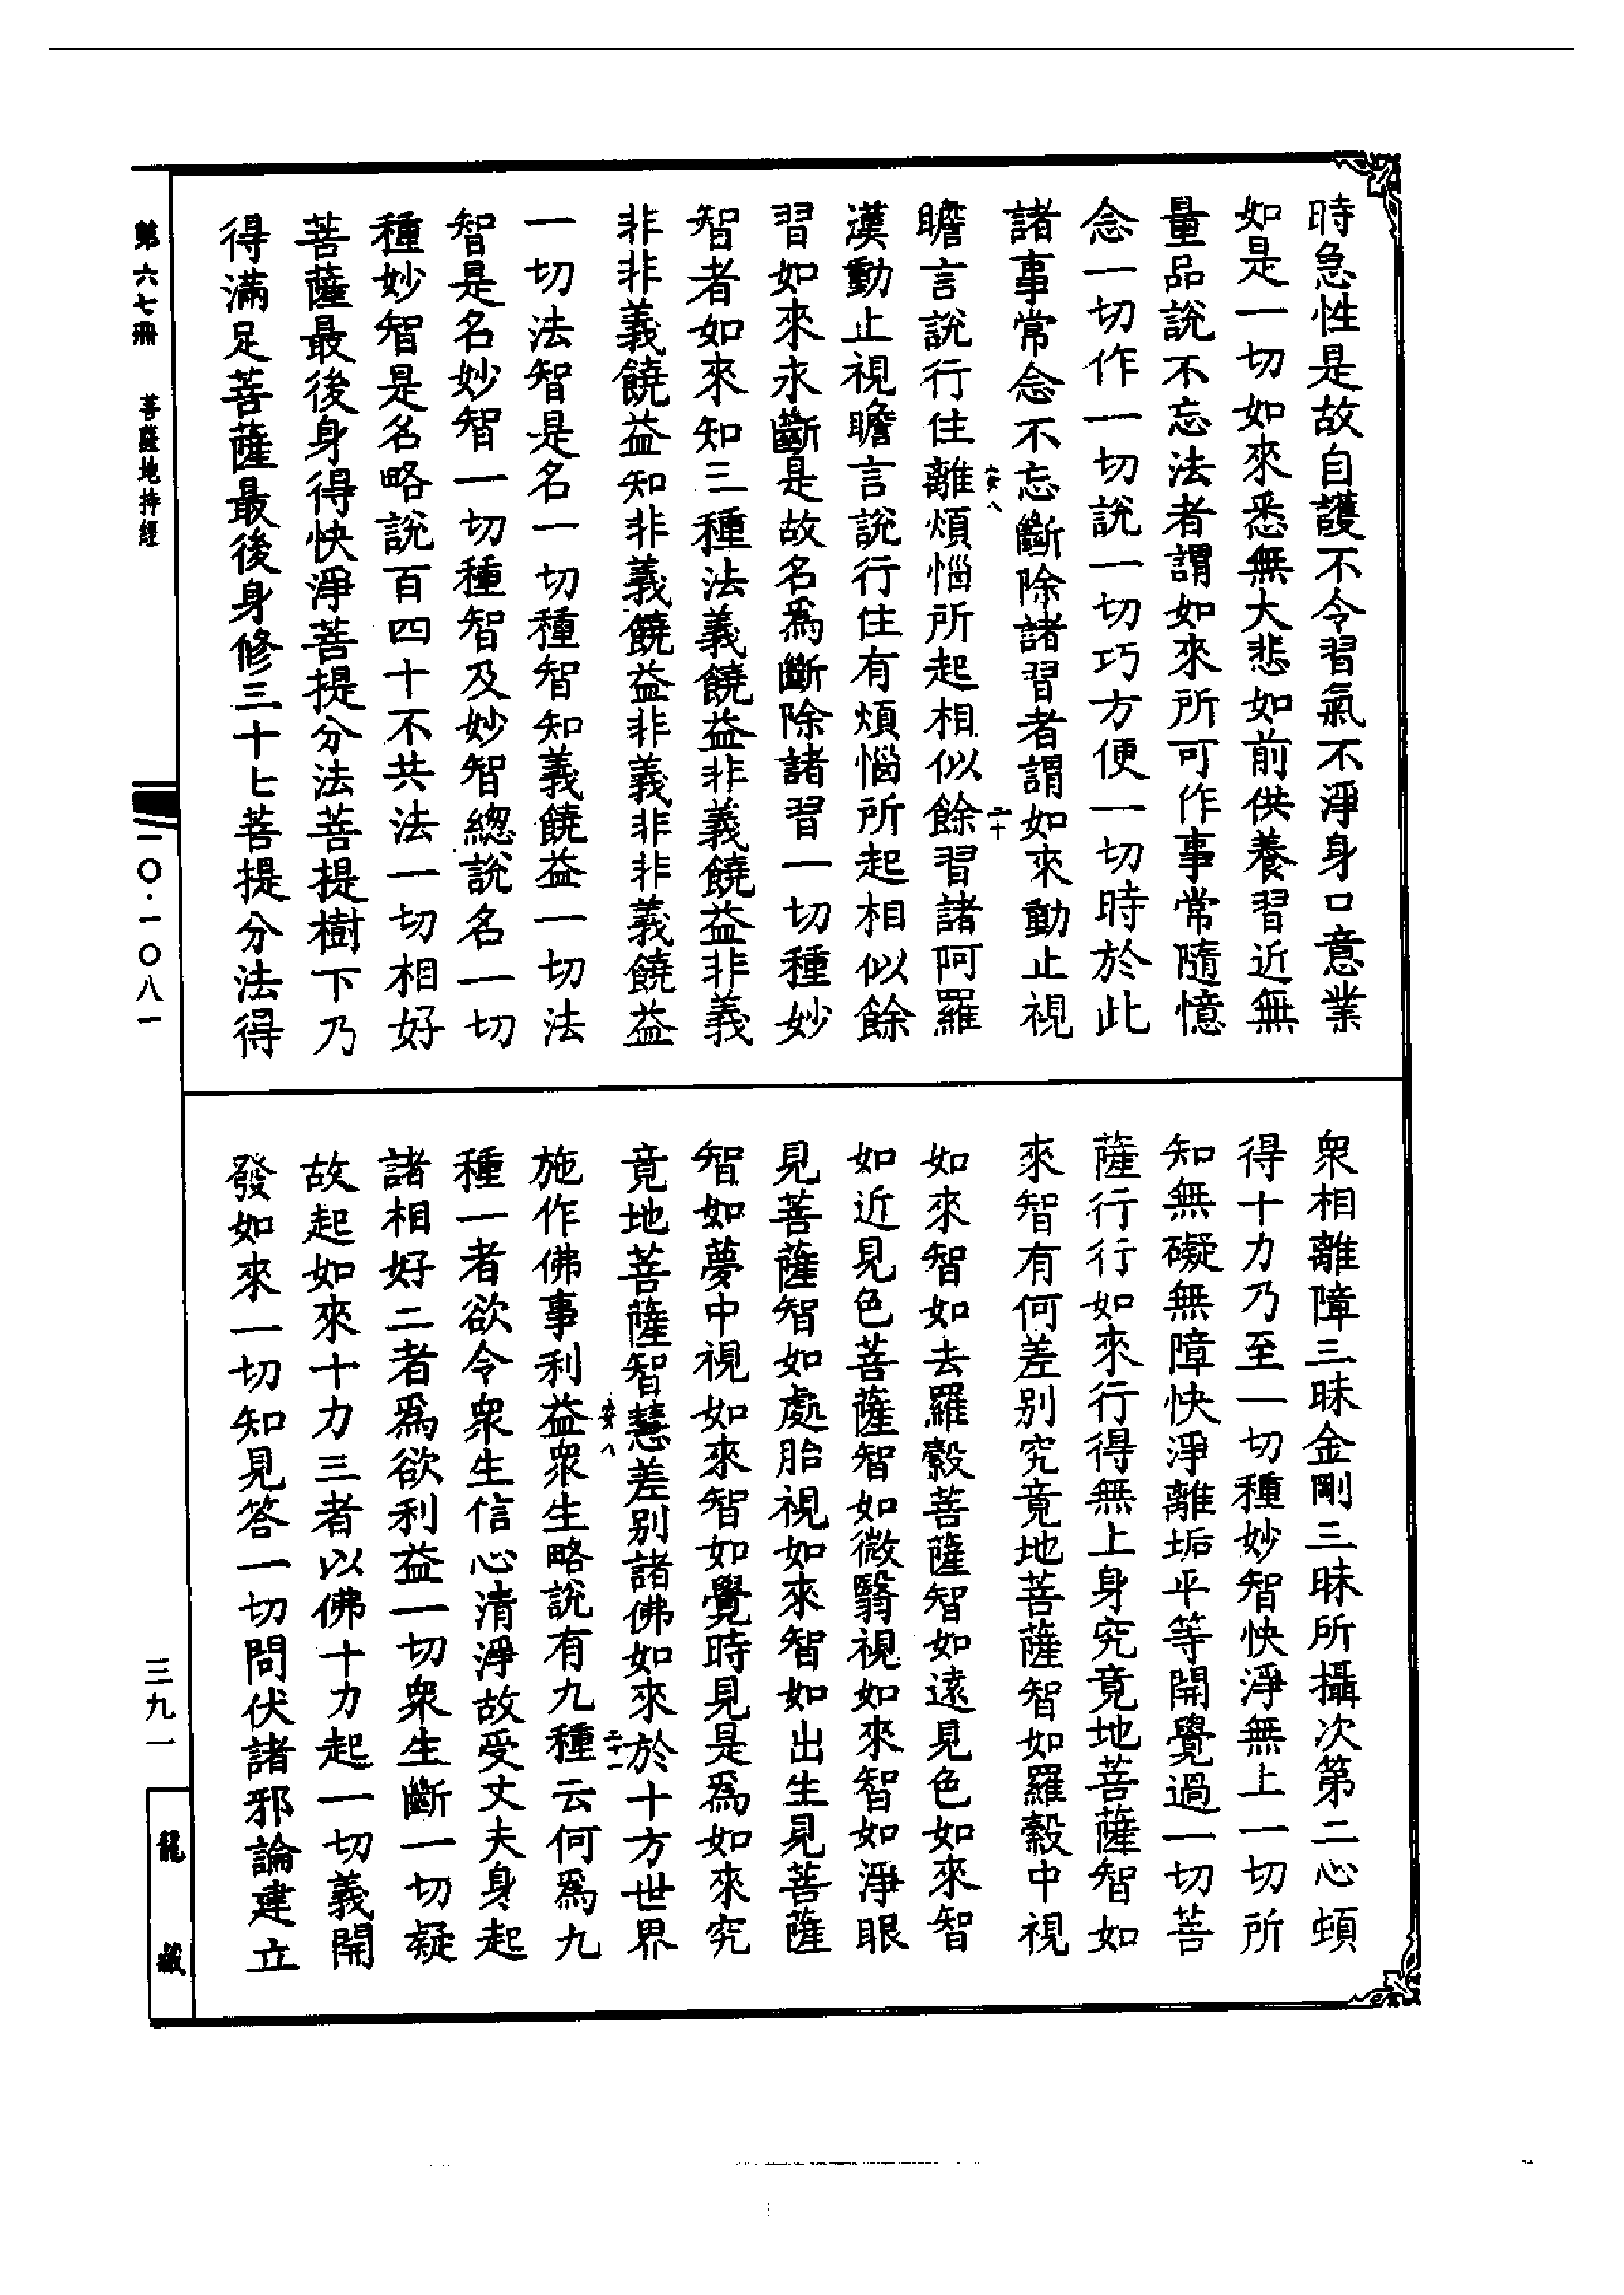 時急性是故自護不令習氣不淨身口意業
如是一切如來悉無大悲如前供養習近無
量品說不忘法者謂如來所可作事常隨憶
念一切作一切說一切巧方便一切時於此
諸事常念不忘斷除諸習者謂如來動止視
安八
二十
瞻言說行住離煩惱所起相似餘習諸阿羅
漢動止視瞻言說行住有煩惱所起相似餘
習如來永斷是故名為斷除諸習一切種妙
智者如來知三種法義饒益非義饒益非義
非非義饒益知非義饒益非義非非義饒益
一切法智是名一切種智知義饒益一切法
智是名妙智一切種智及妙智總說名一切
種妙智是名略說百四十不共法一切相好
菩薩最後身得快淨菩提分法菩提樹下乃
得滿足菩薩最後身修三十七菩提分法得
眾相離障三昧金剛三昧所攝次第二心頓
得十力乃至一切種妙智快淨無上一切所
知無礙無障快淨離垢平等開覺過一切菩
薩行行如來行得無上身究竟地菩薩智如
來智有何差別究竟地菩薩智如羅縠中視
如來智如去羅縠菩薩智如遠見色如來智
如近見色菩薩智如微翳視如來智如淨眼
見菩薩智如處胎視如來智如出生見菩薩
智如夢中視如來智如覺時見是為如來究
竟地菩薩智慧差別諸佛如來於十方世界
安八
二十一
施作佛事利益眾生略說有九種云何為九
種一者欲令眾生信心清淨故受丈夫身起
諸相好二者為欲利益一切眾生斷一切疑
故起如來十力三者以佛十力起一切義開
發如來一切知見答一切問伏諸邪論建立
第六七冊
菩薩地持經
一〇·一〇八一
三九一
龍藏